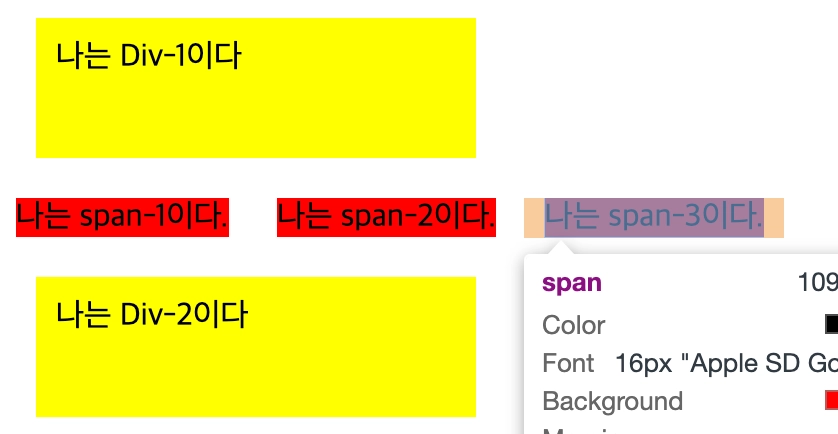 나는 Div-1이다
나는 span-1이다. 나는 span-2이다. 나는 span-3이다.
나는 Div-2이다
span 109
Color
Font 16px "Apple SD Go
Background